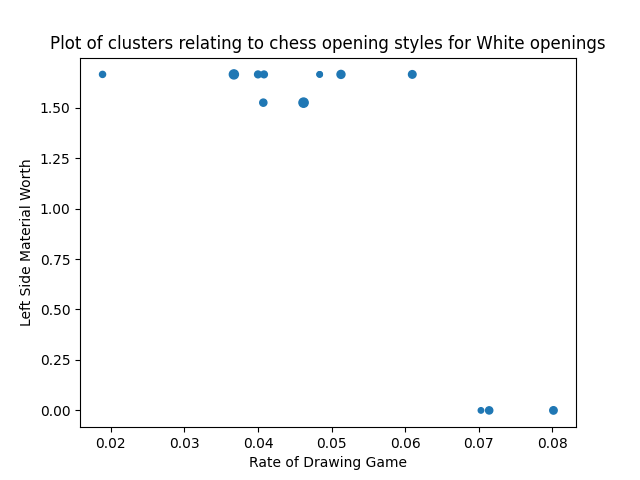 Plot of clusters relating to chess opening styles for White openings
1.50
1.25
1.00
0.75
0.50
0.25
0.00
Left Side Material Worth
0.02 0.03 0.04 0.05 0.06 0.07 0.08
Rate of Drawing Game